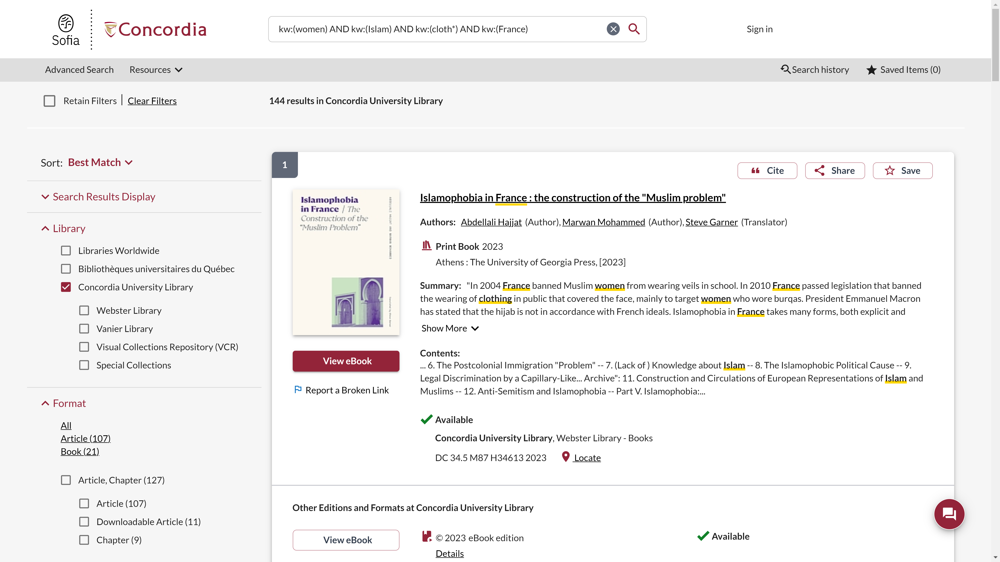 Sofia
Concordia
kw:(women) AND kw:(Islam) AND kw:(cloth*) AND kw:(France)
Sign in
Advanced Search
Resources
Search history
Saved Items (0)
Retain Filters
Clear Filters
144 results in Concordia University Library
Sort: Best Match
Search Results Display
Library
Libraries Worldwide
Bibliothèques universitaires du Québec
Concordia University Library
Webster Library
Vanier Library
Visual Collections Repository (VCR)
Special Collections
Format
All
Article (107)
Book (21)
Article, Chapter (127)
Article (107)
Downloadable Article (11)
Chapter (9)
1
Cite
Share
Save
Islamophobia
in France / The
Construction of the
"Muslim Problem"
ABDELLALI HAJJAT AND MARWAN MOHAMMED
Translated by Steve Garner
View eBook
Report a Broken Link
Islamophobia in France : the construction of the "Muslim problem"
Authors: Abdellali Hajjat (Author), Marwan Mohammed (Author), Steve Garner (Translator)
Print Book 2023
Athens : The University of Georgia Press, [2023]
Summary: "In 2004 France banned Muslim women from wearing veils in school. In 2010 France passed legislation that banned
the wearing of clothing in public that covered the face, mainly to target women who wore burqas. President Emmanuel Macron
has stated that the hijab is not in accordance with French ideals. Islamophobia in France takes many forms, both explicit and
Show More
Contents:
... 6. The Postcolonial Immigration "Problem" -- 7. (Lack of ) Knowledge about Islam -- 8. The Islamophobic Political Cause -- 9.
Legal Discrimination by a Capillary-Like... Archive": 11. Construction and Circulations of European Representations of Islam and
Muslims -- 12. Anti-Semitism and Islamophobia -- Part V. Islamophobia:...
Available
Concordia University Library, Webster Library - Books
DC 34.5 M87 H34613 2023
Locate
Other Editions and Formats at Concordia University Library
View eBook
© 2023 eBook edition
Available
Details